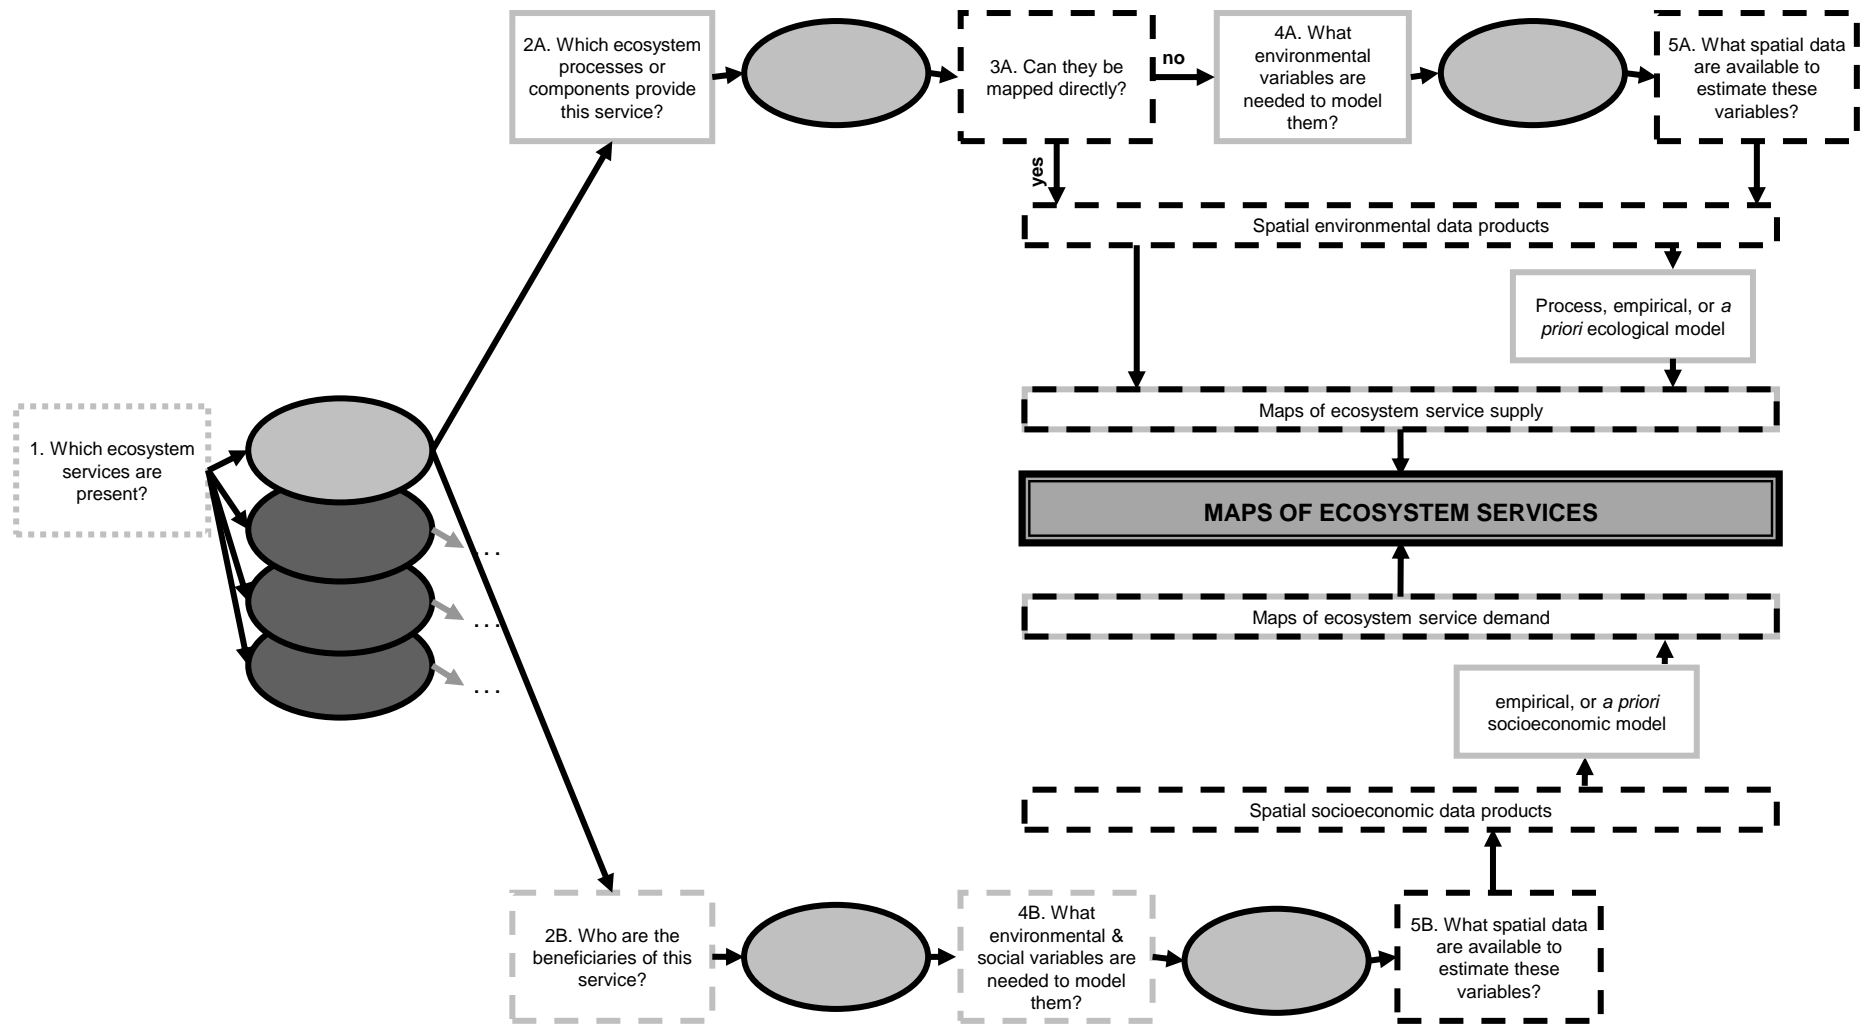 2A. Which ecosystem
processes or
components provide
this service?
3A. Can they be
mapped directly?
no
yes
4A. What
environmental
variables are
needed to model
them?
5A. What spatial data
are available to
estimate these
variables?
Spatial environmental data products
Process, empirical, or a
priori ecological model
Maps of ecosystem service supply
1. Which ecosystem
services are
present?
...
...
...
MAPS OF ECOSYSTEM SERVICES
Maps of ecosystem service demand
empirical, or a priori
socioeconomic model
Spatial socioeconomic data products
2B. Who are the
beneficiaries of this
service?
4B. What
environmental &
social variables are
needed to model
them?
5B. What spatial data
are available to
estimate these
variables?